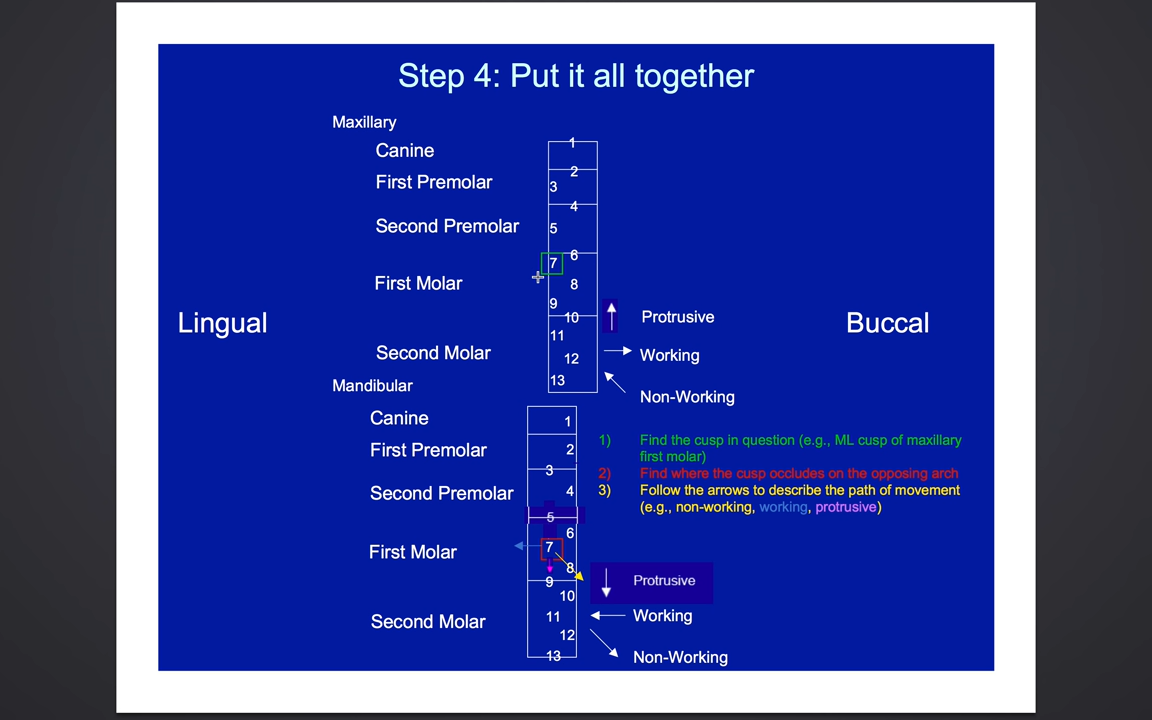 Step 4: Put it all together
Maxillary
Canine
First Premolar
Second Premolar
First Molar
Second Molar
1
2
3
4
5
6
7
8
9
10
11
12
13
Lingual
Buccal
Protrusive
Working
Non-Working
Mandibular
Canine
First Premolar
Second Premolar
First Molar
Second Molar
1
2
3
4
5
6
7
8
9
10
11
12
13
1) Find the cusp in question (e.g., ML cusp of maxillary
first molar)
2) Find where the cusp occludes on the opposing arch
3) Follow the arrows to describe the path of movement
(e.g., non-working, working, protrusive)
Protrusive
Working
Non-Working